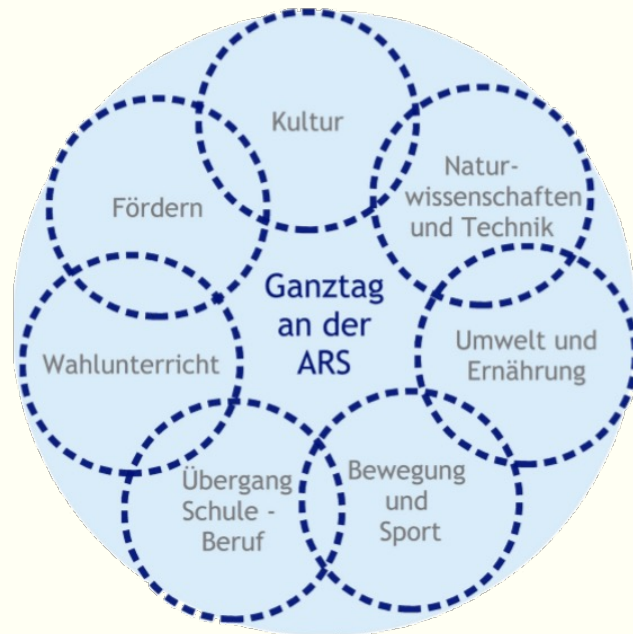 Kultur
Natur-
wissenschaften
und Technik
Fördern
Ganztag
an der
ARS
Umwelt und
Ernährung
Wahlunterricht
Bewegung
und
Sport
Übergang
Schule -
Beruf